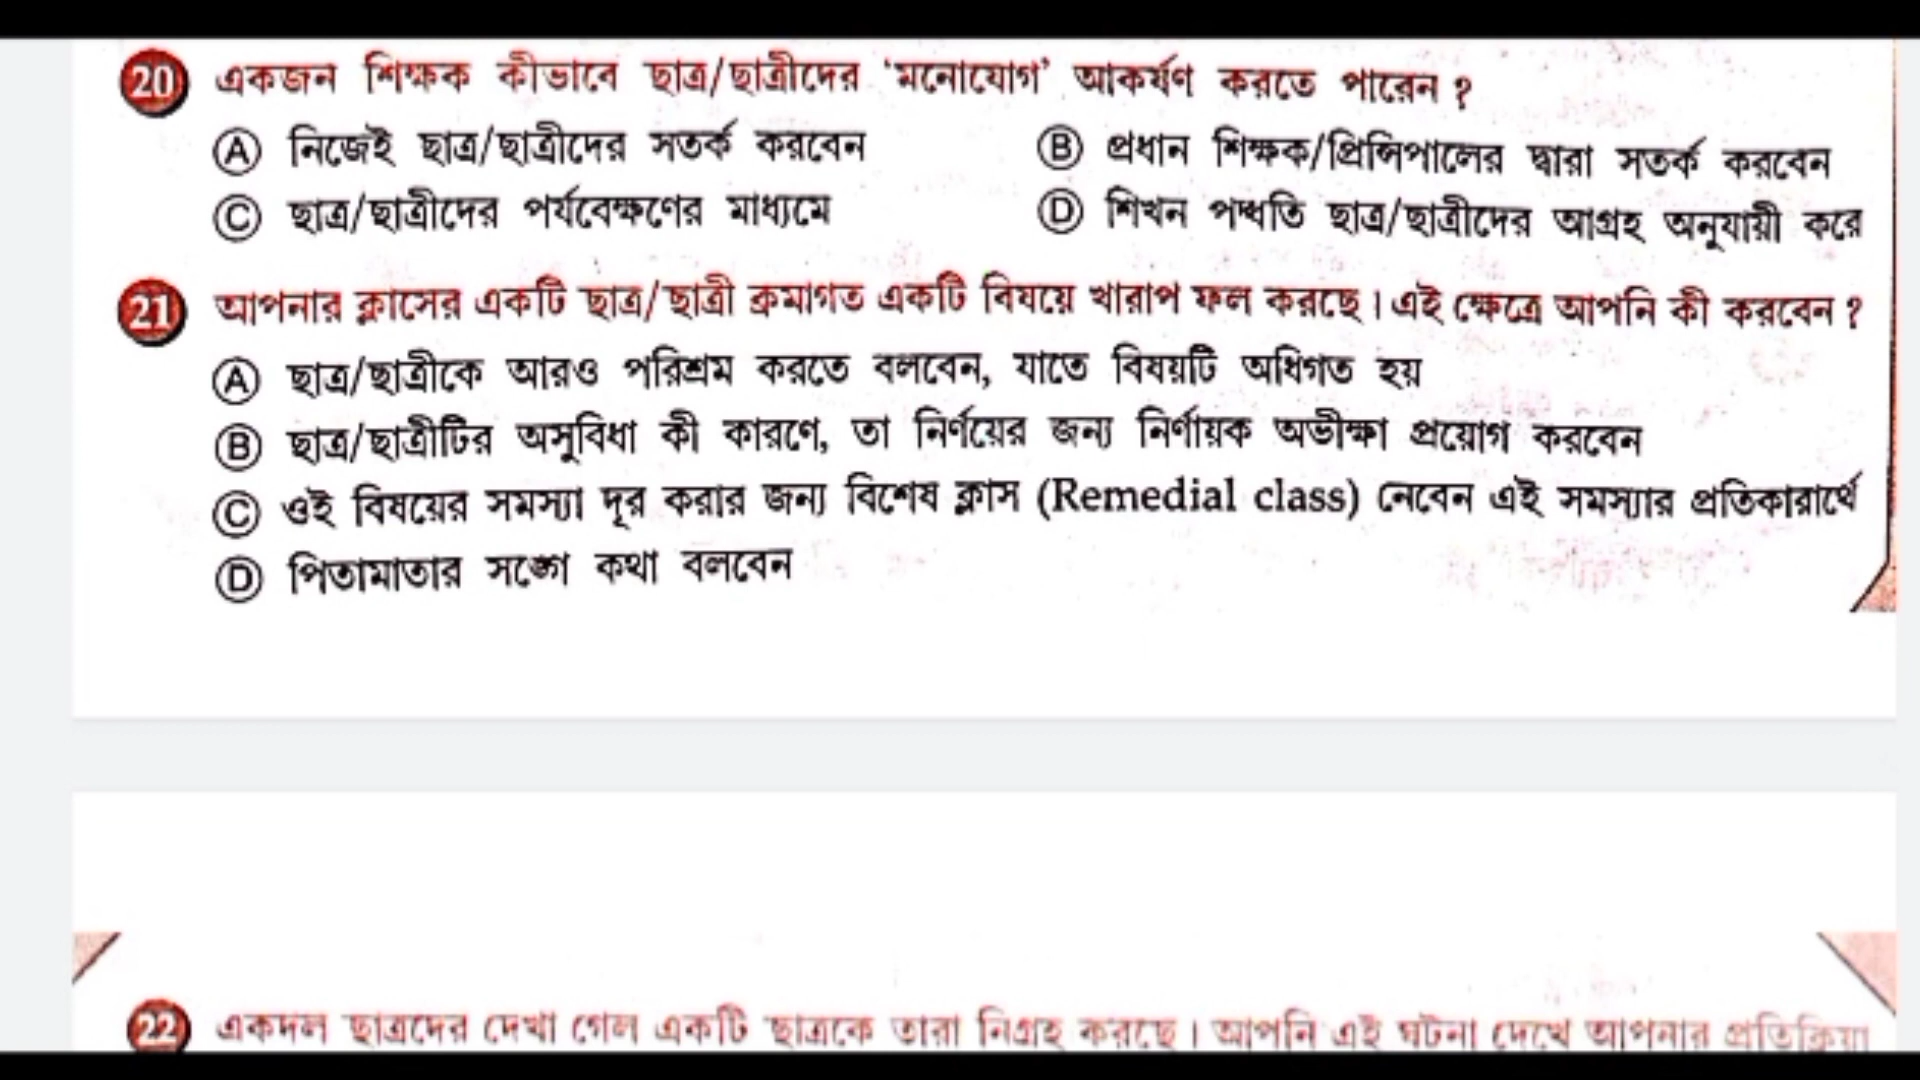 20 একজন শিক্ষক কীভাবে ছাত্র/ছাত্রীদের 'মনোযোগ' আকর্ষণ করতে পারেন ?
Ⓐ নিজেই ছাত্র/ছাত্রীদের সতর্ক করবেন Ⓑ প্রধান শিক্ষক/প্রিন্সিপালের দ্বারা সতর্ক করবেন
Ⓒ ছাত্র/ছাত্রীদের পর্যবেক্ষণের মাধ্যমে Ⓓ শিখন পদ্ধতি ছাত্র/ছাত্রীদের আগ্রহ অনুযায়ী করে
21 আপনার ক্লাসের একটি ছাত্র/ছাত্রী ক্রমাগত একটি বিষয়ে খারাপ ফল করছে। এই ক্ষেত্রে আপনি কী করবেন ?
Ⓐ ছাত্র/ছাত্রীকে আরও পরিশ্রম করতে বলবেন, যাতে বিষয়টি অধিগত হয়
Ⓑ ছাত্র/ছাত্রীটির অসুবিধা কী কারণে, তা নির্ণয়ের জন্য নির্ণায়ক অভীক্ষা প্রয়োগ করবেন
Ⓒ ওই বিষয়ের সমস্যা দূর করার জন্য বিশেষ ক্লাস (Remedial class) নেবেন এই সমস্যার প্রতিকারার্থে
Ⓓ পিতামাতার সঙ্গে কথা বলবেন
22 একদল ছাত্রদের দেখা গেল একটি ছাত্রকে তারা নিগ্রহ করছে। আপনি এই ঘটনা দেখে আপনার প্রতিক্রিয়া